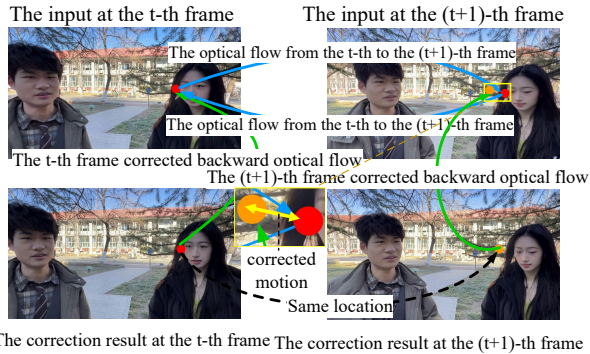 The input at the t-th frame
The input at the (t+1)-th frame
The optical flow from the t-th to the (t+1)-th frame
The optical flow from the t-th to the (t+1)-th frame
The t-th frame corrected backward optical flow
The (t+1)-th frame corrected backward optical flow
corrected
motion
Same location
The correction result at the t-th frame
The correction result at the (t+1)-th frame